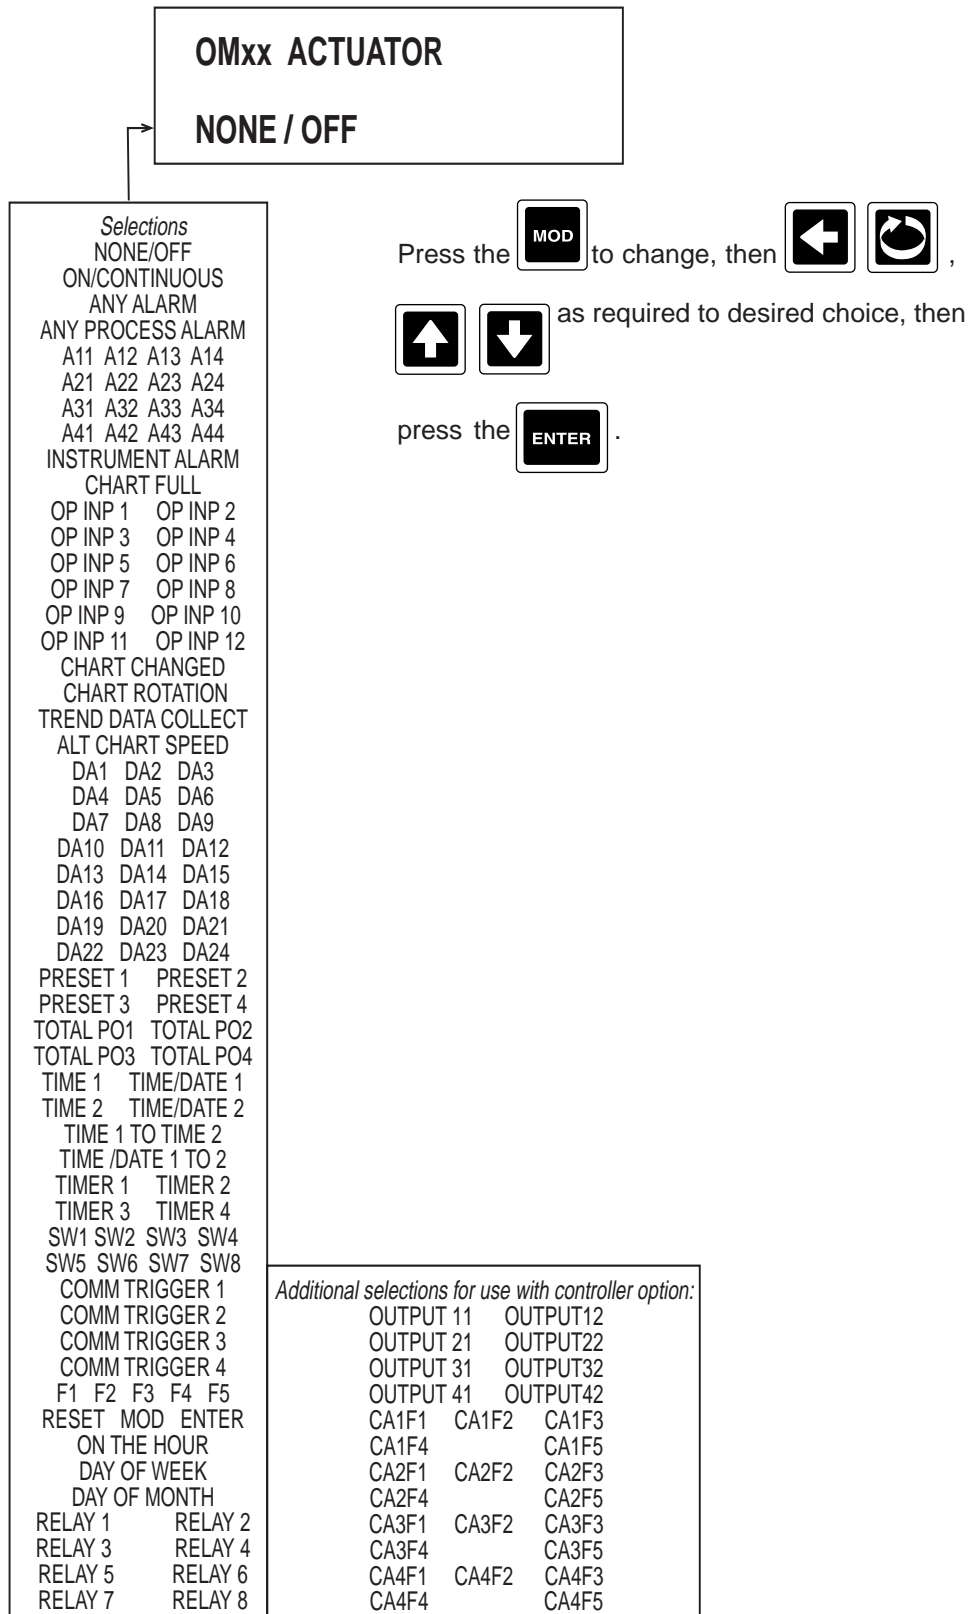 OMxx ACTUATOR
NONE / OFF
Selections
NONE/OFF
ON/CONTINUOUS
ANY ALARM
ANY PROCESS ALARM
A11 A12 A13 A14
A21 A22 A23 A24
A31 A32 A33 A34
A41 A42 A43 A44
INSTRUMENT ALARM
CHART FULL
OP INP 1 OP INP 2
OP INP 3 OP INP 4
OP INP 5 OP INP 6
OP INP 7 OP INP 8
OP INP 9 OP INP 10
OP INP 11 OP INP 12
CHART CHANGED
CHART ROTATION
TREND DATA COLLECT
ALT CHART SPEED
DA1 DA2 DA3
DA4 DA5 DA6
DA7 DA8 DA9
DA10 DA11 DA12
DA13 DA14 DA15
DA16 DA17 DA18
DA19 DA20 DA21
DA22 DA23 DA24
PRESET 1 PRESET 2
PRESET 3 PRESET 4
TOTAL PO1 TOTAL PO2
TOTAL PO3 TOTAL PO4
TIME 1 TIME/DATE 1
TIME 2 TIME/DATE 2
TIME 1 TO TIME 2
TIME /DATE 1 TO 2
TIMER 1 TIMER 2
TIMER 3 TIMER 4
SW1 SW2 SW3 SW4
SW5 SW6 SW7 SW8
COMM TRIGGER 1
COMM TRIGGER 2
COMM TRIGGER 3
COMM TRIGGER 4
F1 F2 F3 F4 F5
RESET MOD ENTER
ON THE HOUR
DAY OF WEEK
DAY OF MONTH
RELAY 1 RELAY 2
RELAY 3 RELAY 4
RELAY 5 RELAY 6
RELAY 7 RELAY 8
Press the MOD to change, then ,
as required to desired choice, then
press the ENTER .
Additional selections for use with controller option:
OUTPUT 11 OUTPUT12
OUTPUT 21 OUTPUT22
OUTPUT 31 OUTPUT32
OUTPUT 41 OUTPUT42
CA1F1 CA1F2 CA1F3
CA1F4 CA1F5
CA2F1 CA2F2 CA2F3
CA2F4 CA2F5
CA3F1 CA3F2 CA3F3
CA3F4 CA3F5
CA4F1 CA4F2 CA4F3
CA4F4 CA4F5